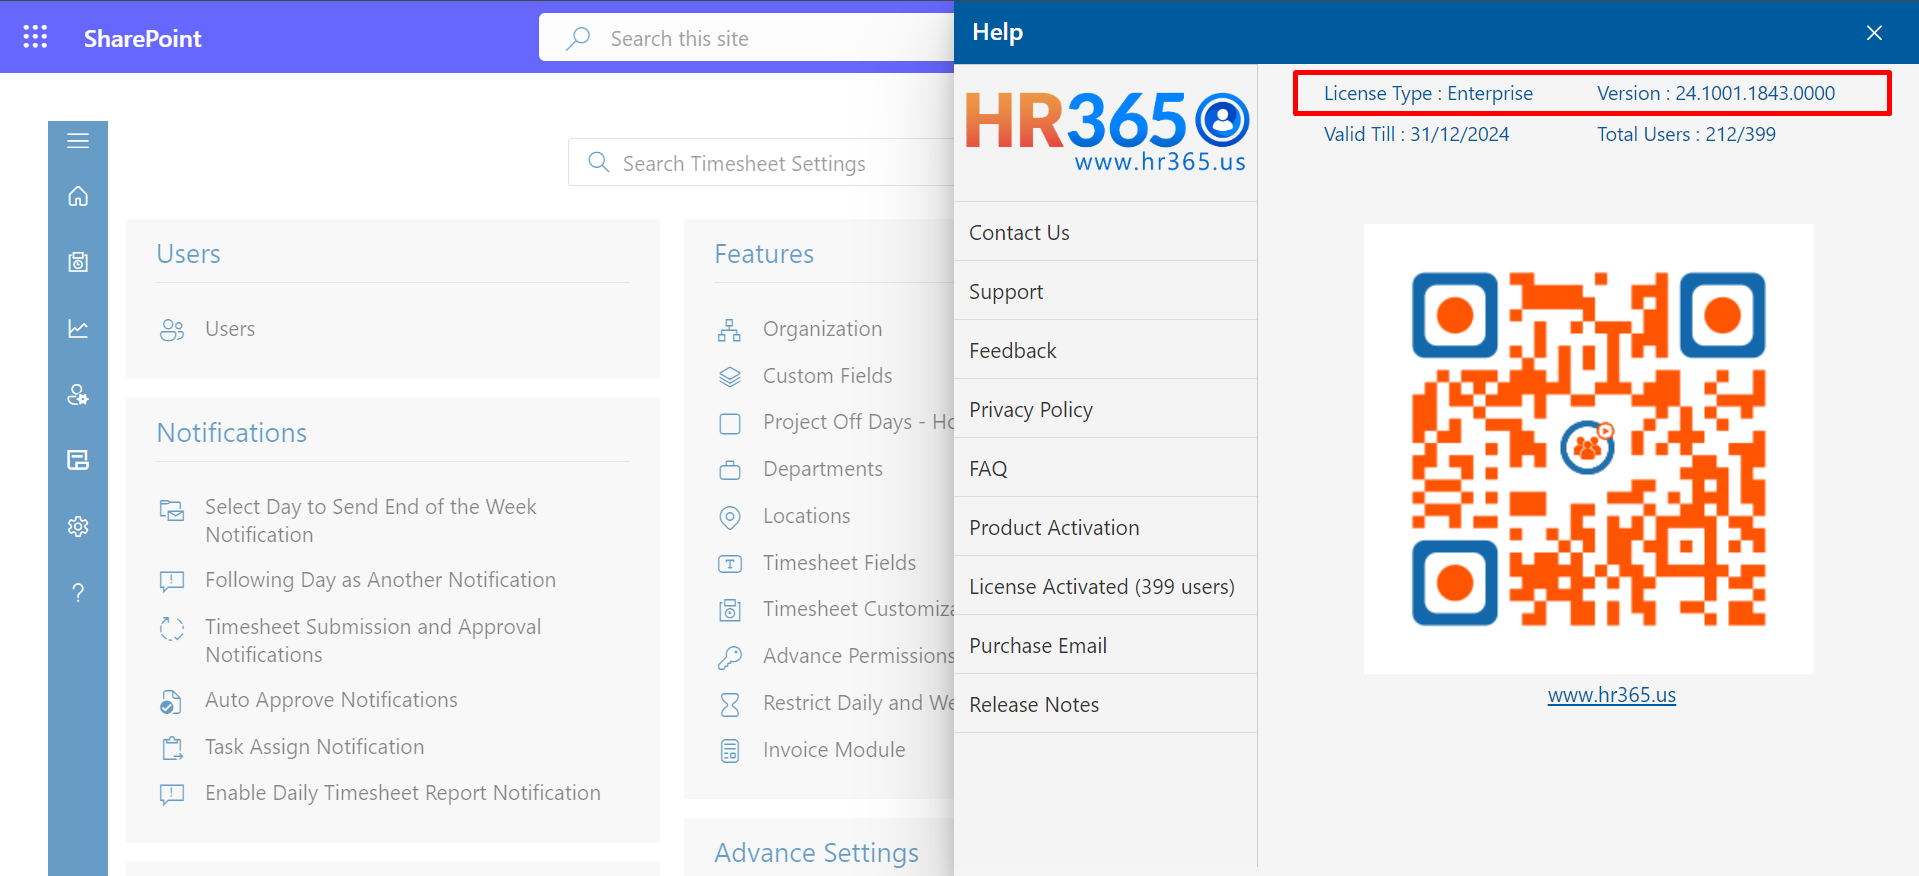 SharePoint
Search this site
Search Timesheet Settings
Users
Users
Notifications
Select Day to Send End of the Week
Notification
Following Day as Another Notification
Timesheet Submission and Approval
Notifications
Auto Approve Notifications
Task Assign Notification
Enable Daily Timesheet Report Notification
Features
Organization
Custom Fields
Project Off Days - Ho
Departments
Locations
Timesheet Fields
Timesheet Customiza
Advance Permissions
Restrict Daily and We
Invoice Module
Advance Settings
Help
HR365
www.hr365.us
Contact Us
Support
Feedback
Privacy Policy
FAQ
Product Activation
License Activated (399 users)
Purchase Email
Release Notes
License Type : Enterprise
Version : 24.1001.1843.0000
Valid Till : 31/12/2024
Total Users : 212/399
www.hr365.us